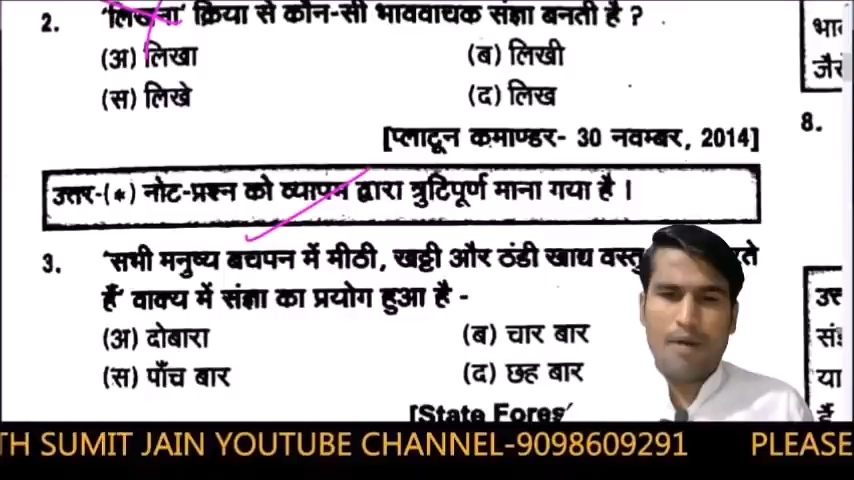 2. 'लिखना' क्रिया से कौन-सी भाववाचक संज्ञा बनती है ?
(अ) लिखा (ब) लिखी
(स) लिखे (द) लिख
[प्लाटून कमाण्डर- 30 नवम्बर, 2014]
उत्तर-(*) नोट-प्रश्न को व्यापम द्वारा त्रुटिपूर्ण माना गया है ।
3. 'सभी मनुष्य बचपन में मीठी, खट्टी और ठंडी खाद्य
हैं' वाक्य में संज्ञा का प्रयोग हुआ है -
(अ) दोबारा (ब) चार बार
(स) पाँच बार (द) छह बार
[State
8.
TH SUMIT JAIN YOUTUBE CHANNEL-9098609291 PLEASE